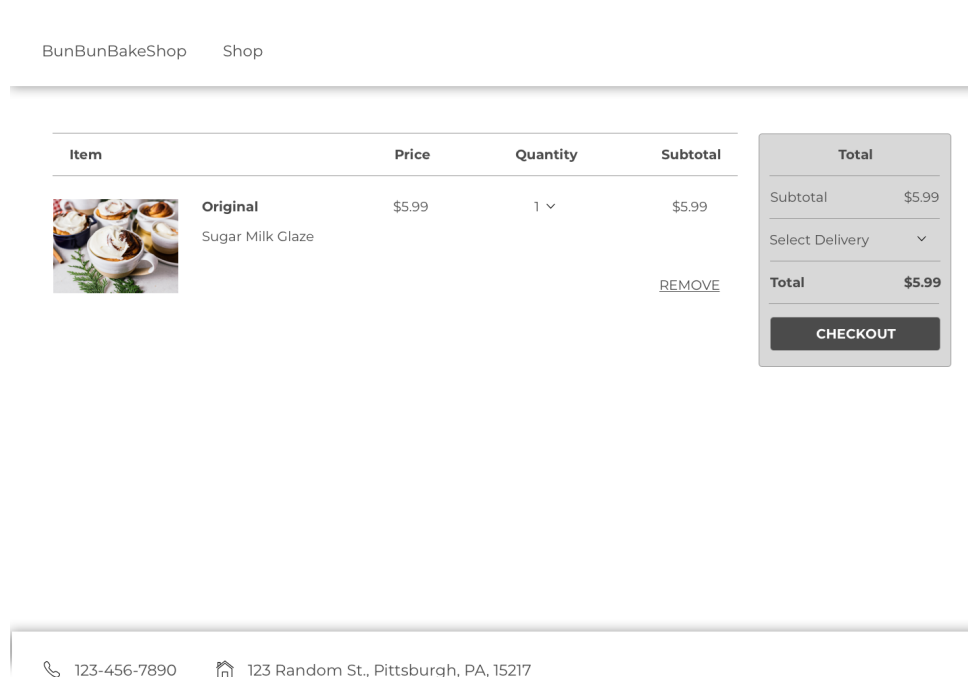 BunBunBakeShop Shop
Item Price Quantity Subtotal
Original $5.99 1 $5.99
Sugar Milk Glaze
REMOVE
Total
Subtotal $5.99
Select Delivery
Total $5.99
CHECKOUT
123-456-7890 123 Random St., Pittsburgh, PA, 15217